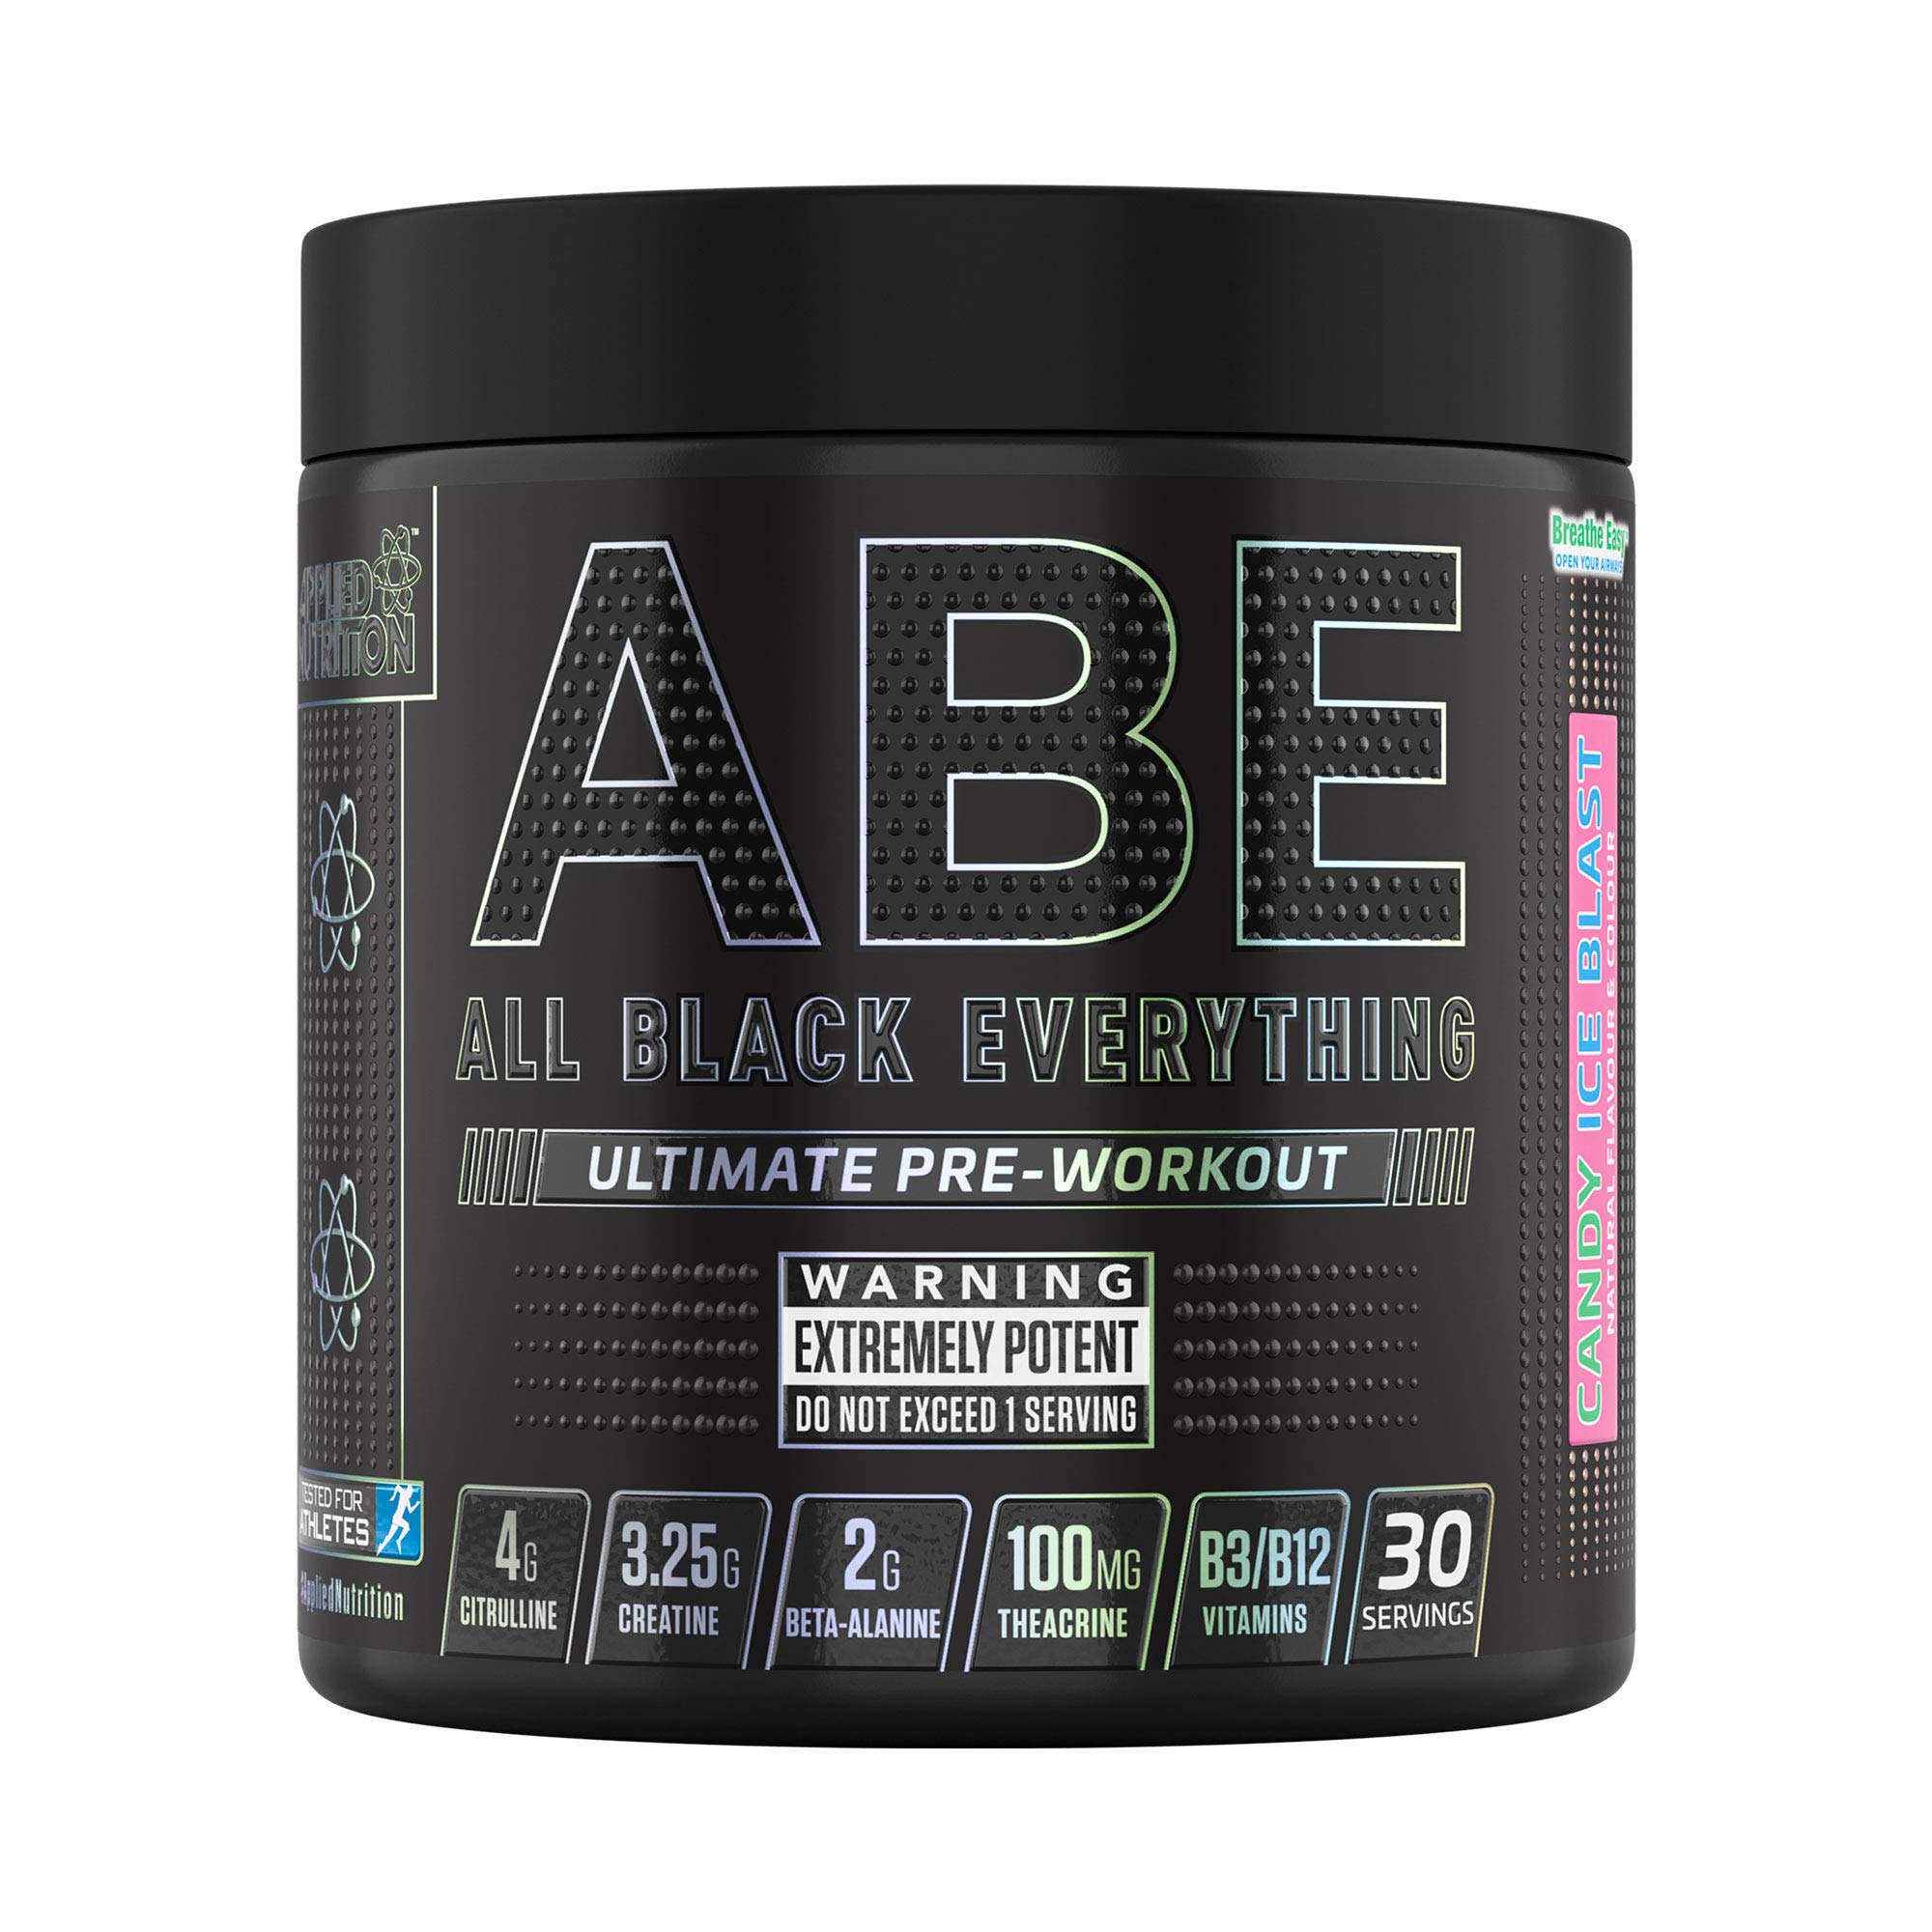 APPLIED
NUTRITION
™
ABE
ALL BLACK EVERYTHING
ULTIMATE PRE-WORKOUT
WARNING
EXTREMELY POTENT
DO NOT EXCEED 1 SERVING
4G
CITRULLINE
3.25G
CREATINE
2G
BETA-ALANINE
100MG
THEACRINE
B3/B12
VITAMINS
30
SERVINGS
TESTED FOR
ATHLETES
#AppliedNutrition
Breathe Easy
OPEN YOUR AIRWAYS
CANDY ICE BLAST
NATURAL FLAVOUR & COLOUR